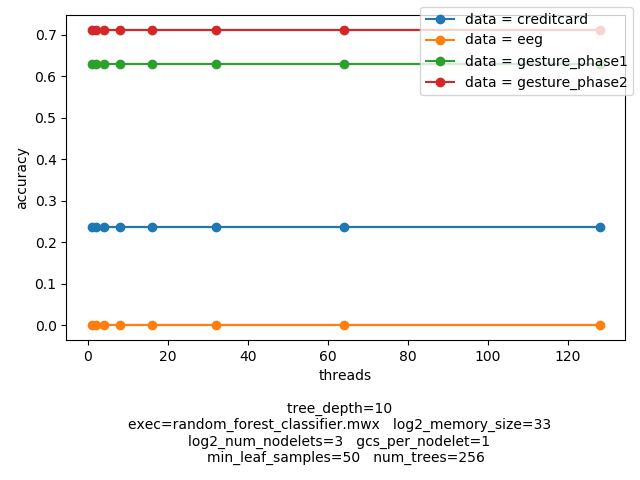 data = creditcard
data = eeg
data = gesture_phase1
data = gesture_phase2
0.7
0.6
0.5
0.4
0.3
0.2
0.1
0.0
accuracy
0 20 40 60 80 100 120
threads
tree_depth=10
exec=random_forest_classifier.mwx log2_memory_size=33
log2_num_nodelets=3 gcs_per_nodelet=1
min_leaf_samples=50 num_trees=256